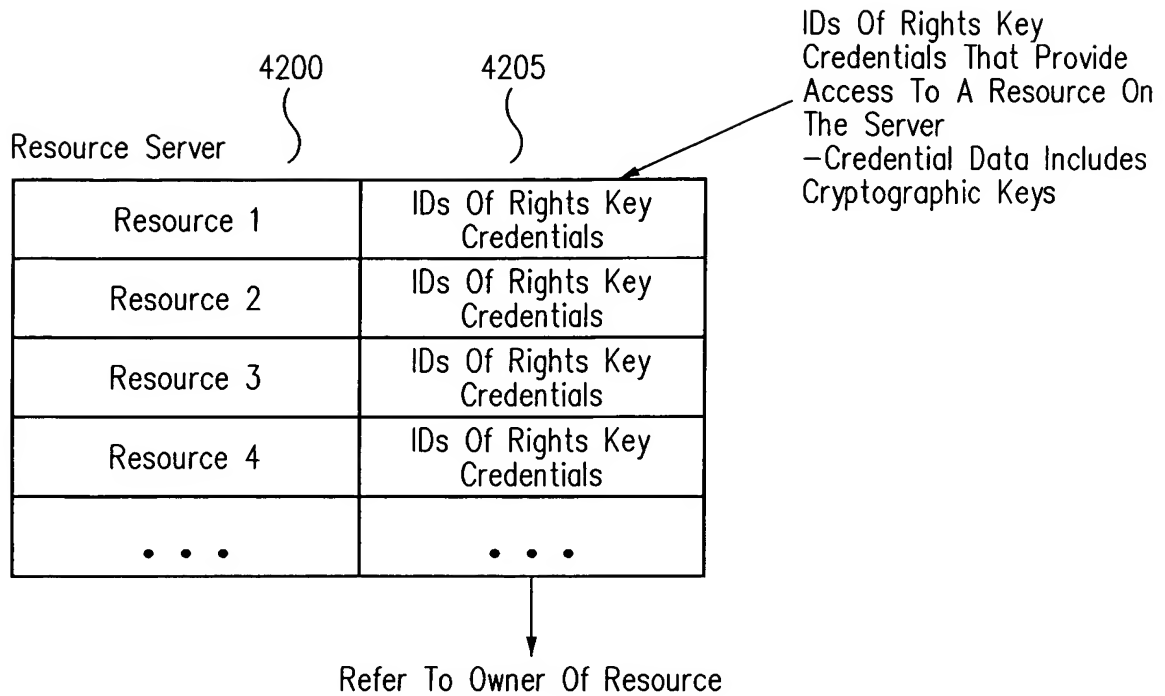 IDs Of Rights Key
Credentials That Provide
Access To A Resource On
The Server
-Credential Data Includes
Cryptographic Keys
4200
4205
Resource Server
Resource 1
IDs Of Rights Key
Credentials
Resource 2
IDs Of Rights Key
Credentials
Resource 3
IDs Of Rights Key
Credentials
Resource 4
IDs Of Rights Key
Credentials
• • •
• • •
Refer To Owner Of Resource